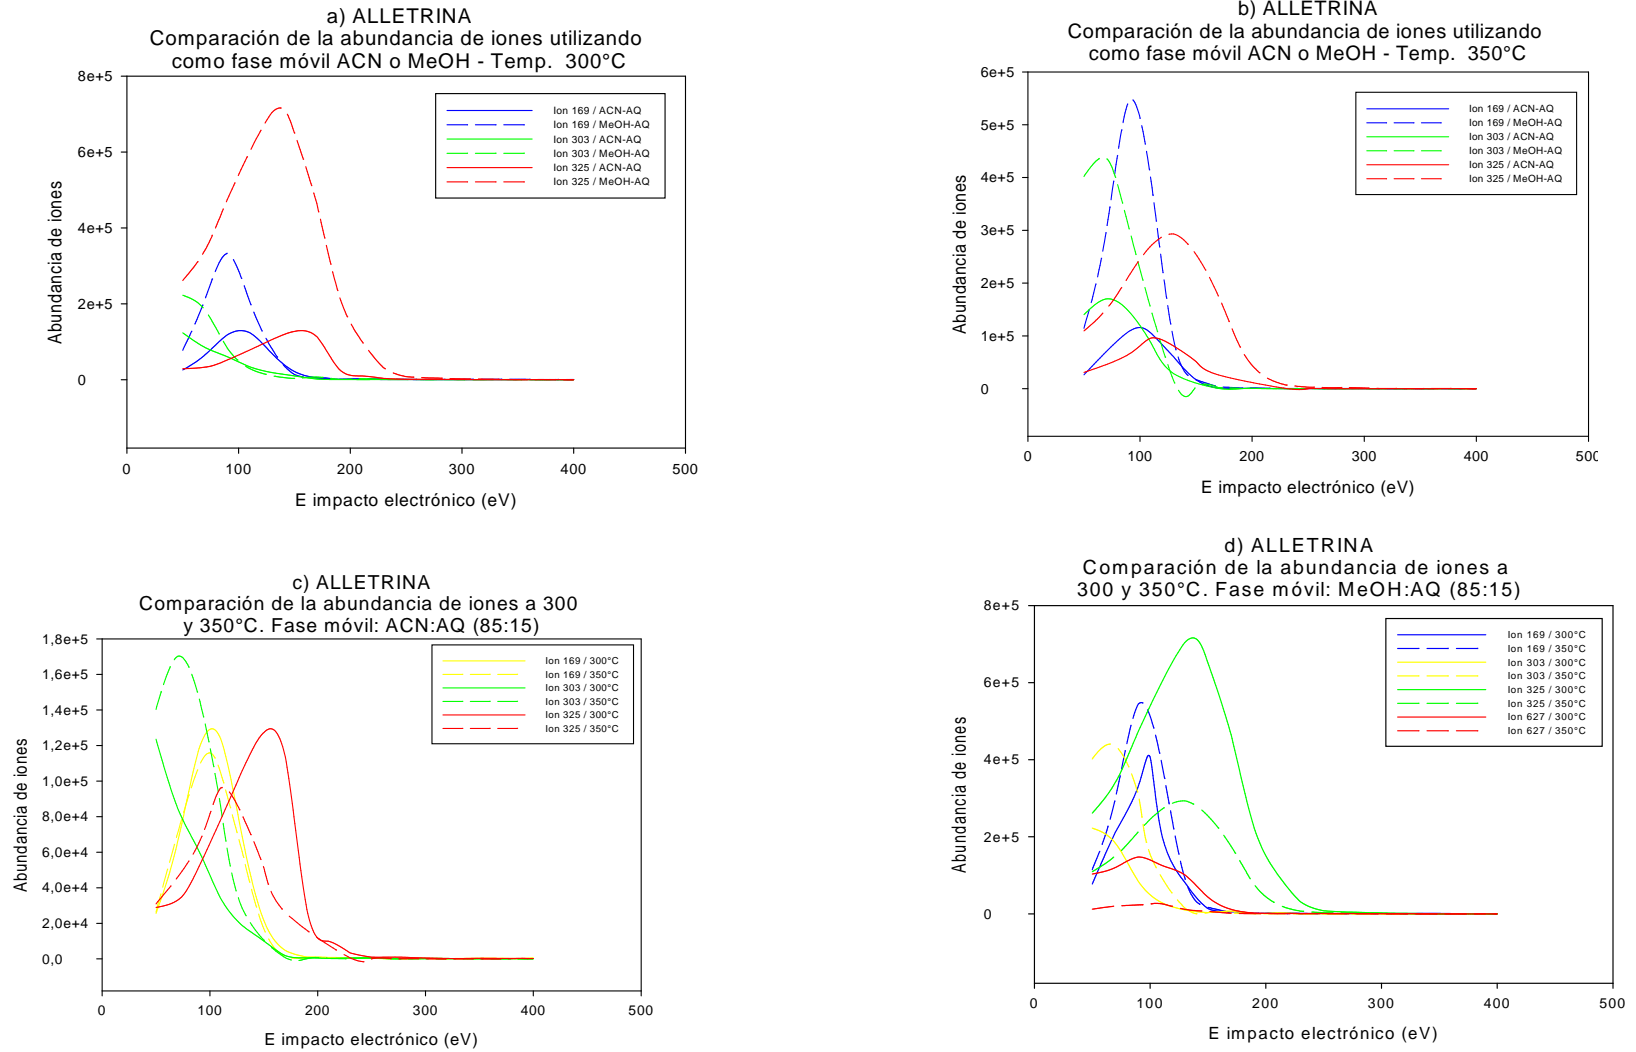 a) ALLETRINA
Comparación de la abundancia de iones utilizando
como fase móvil ACN o MeOH - Temp. 300°C
8e+5
6e+5
4e+5
2e+5
0
Abundancia de iones
Ion 169 / ACN-AQ
Ion 169 / MeOH-AQ
Ion 303 / ACN-AQ
Ion 303 / MeOH-AQ
Ion 325 / ACN-AQ
Ion 325 / MeOH-AQ
0 100 200 300 400 500
E impacto electrónico (eV)
b) ALLETRINA
Comparación de la abundancia de iones utilizando
como fase móvil ACN o MeOH - Temp. 350°C
6e+5
5e+5
4e+5
3e+5
2e+5
1e+5
0
Abundancia de iones
Ion 169 / ACN-AQ
Ion 169 / MeOH-AQ
Ion 303 / ACN-AQ
Ion 303 / MeOH-AQ
Ion 325 / ACN-AQ
Ion 325 / MeOH-AQ
0 100 200 300 400 500
E impacto electrónico (eV)
c) ALLETRINA
Comparación de la abundancia de iones a 300
y 350°C. Fase móvil: ACN:AQ (85:15)
1,8e+5
1,6e+5
1,4e+5
1,2e+5
1,0e+5
8,0e+4
6,0e+4
4,0e+4
2,0e+4
0,0
Abundancia de iones
Ion 169 / 300°C
Ion 169 / 350°C
Ion 303 / 300°C
Ion 303 / 350°C
Ion 325 / 300°C
Ion 325 / 350°C
0 100 200 300 400 500
E impacto electrónico (eV)
d) ALLETRINA
Comparación de la abundancia de iones a
300 y 350°C. Fase móvil: MeOH:AQ (85:15)
8e+5
6e+5
4e+5
2e+5
0
Abundancia de iones
Ion 169 / 300°C
Ion 169 / 350°C
Ion 303 / 300°C
Ion 303 / 350°C
Ion 325 / 300°C
Ion 325 / 350°C
Ion 627 / 300°C
Ion 627 / 350°C
0 100 200 300 400 500
E impacto electrónico (eV)